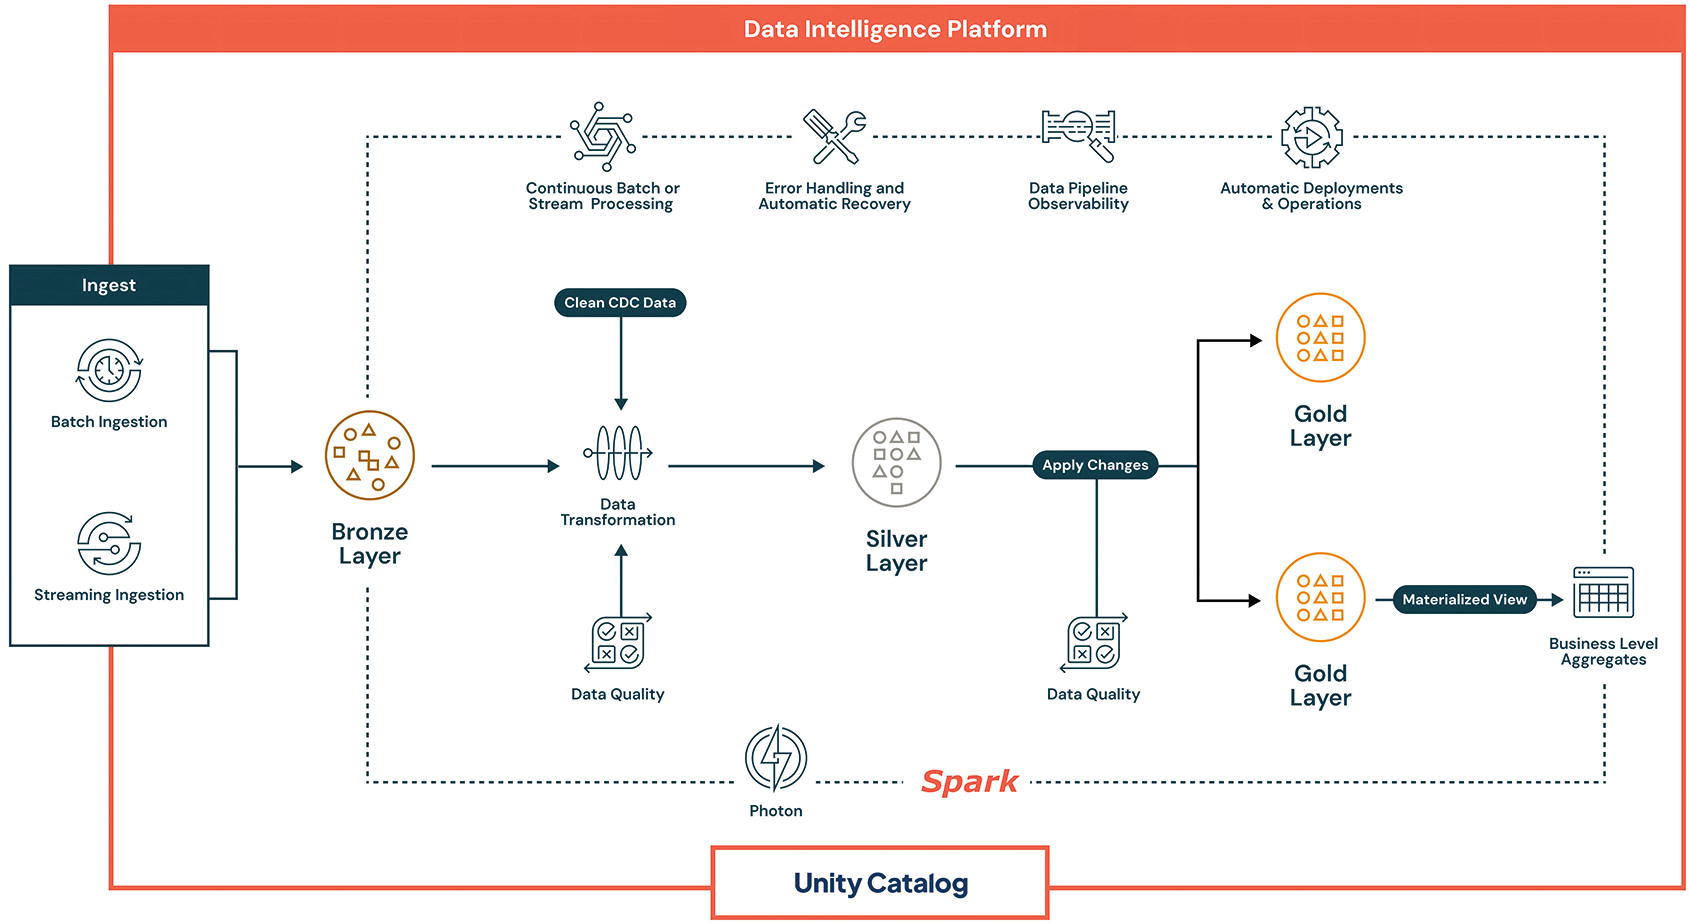 Data Intelligence Platform
Continuous Batch or
Stream Processing
Error Handling and
Automatic Recovery
Data Pipeline
Observability
Automatic Deployments
& Operations
Ingest
Batch Ingestion
Streaming Ingestion
Bronze
Layer
Clean CDC Data
Data
Transformation
Data Quality
Silver
Layer
Apply Changes
Data Quality
Gold
Layer
Gold
Layer
Materialized View
Business Level
Aggregates
Photon
Spark
Unity Catalog